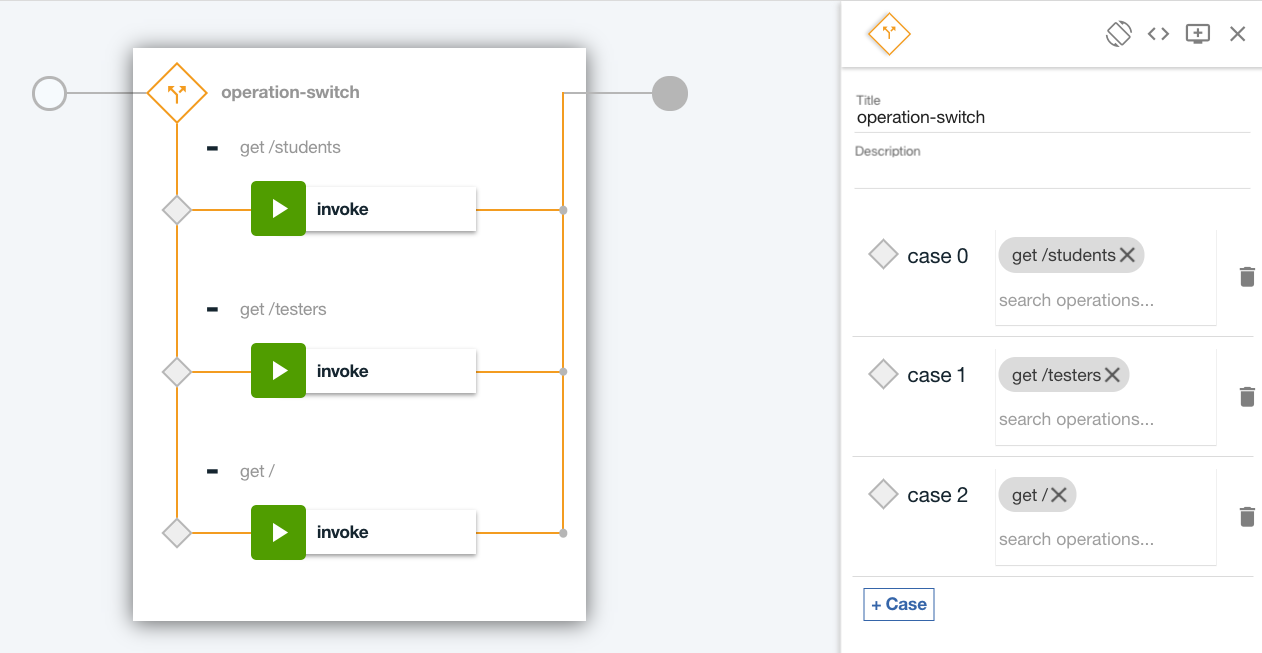 operation-switch
get /students
invoke
get /testers
invoke
get /
invoke
Title
operation-switch
Description
case 0
get /students
search operations...
case 1
get /testers
search operations...
case 2
get /
search operations...
+ Case